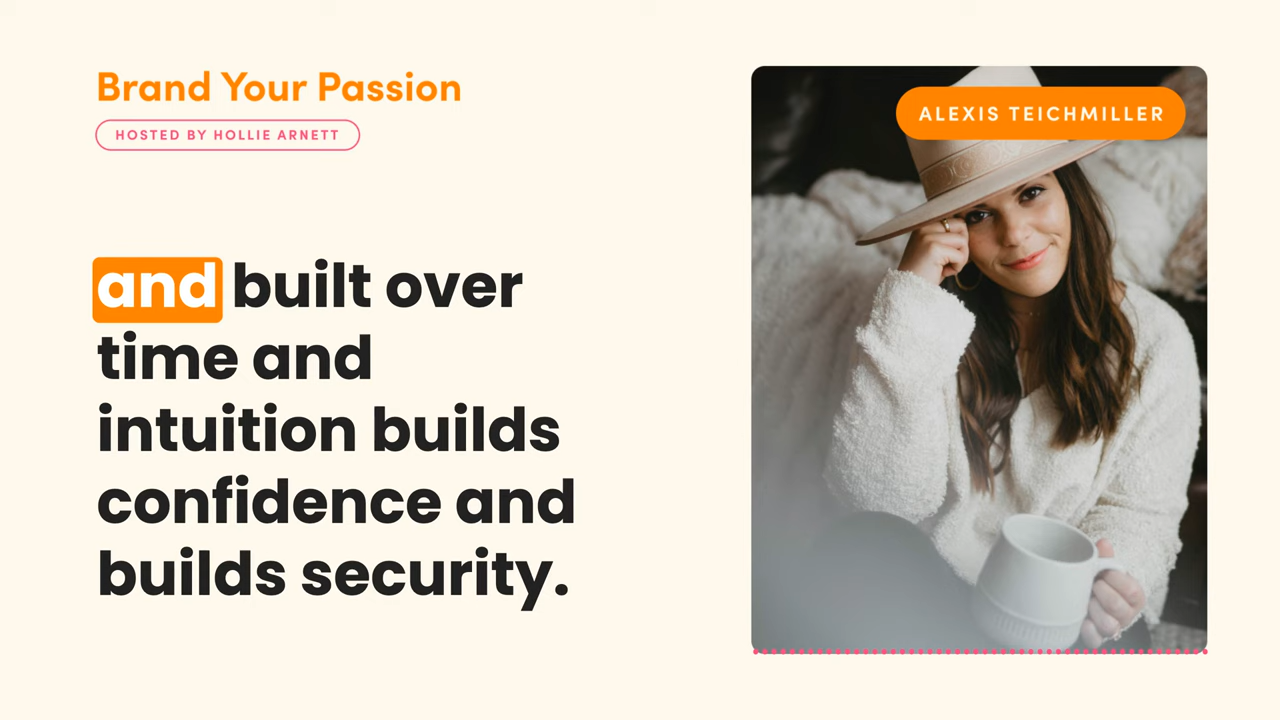 Brand Your Passion
HOSTED BY HOLLIE ARNETT
ALEXIS TEICHMILLER
and built over
time and
intuition builds
confidence and
builds security.